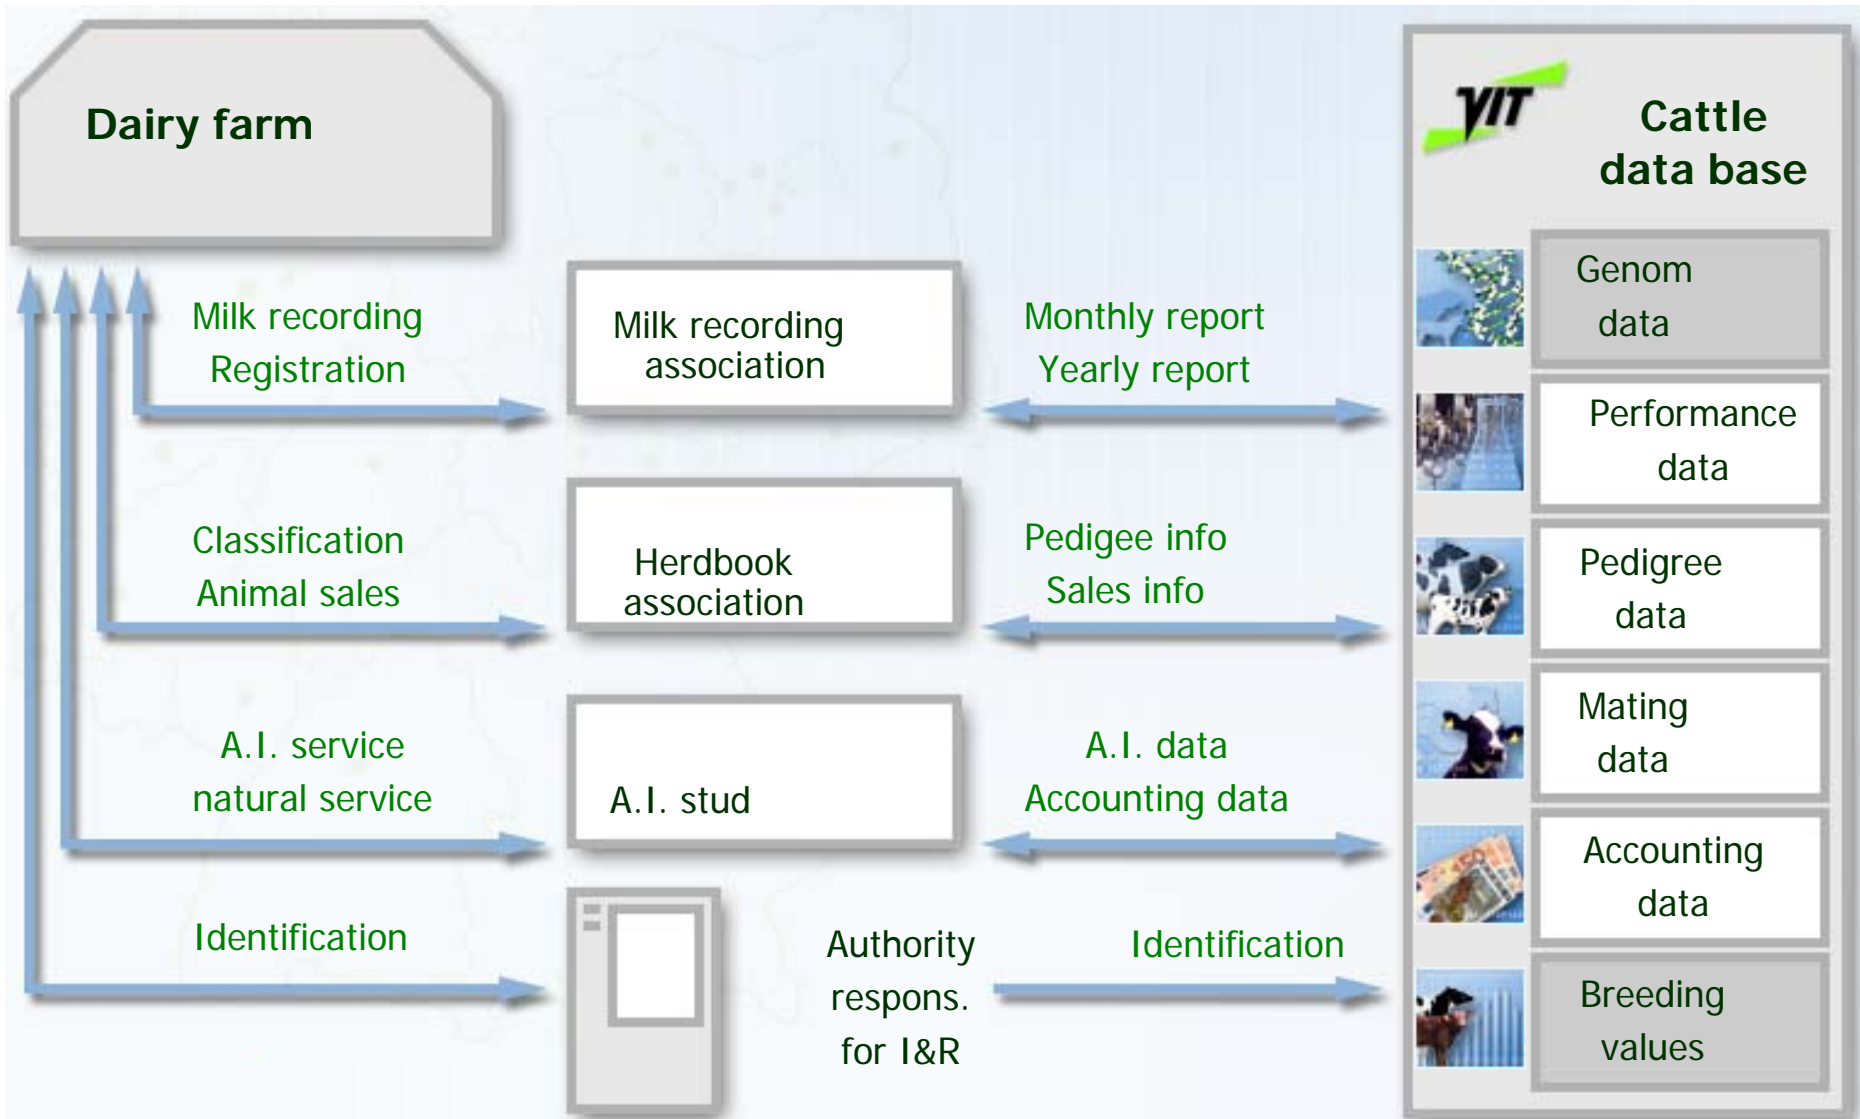 Dairy farm
VIT
Cattle
data base
Milk recording
Registration
Milk recording
association
Monthly report
Yearly report
Genom
data
Performance
data
Classification
Animal sales
Herdbook
association
Pedigee info
Sales info
Pedigree
data
A.I. service
natural service
A.I. stud
A.I. data
Accounting data
Mating
data
Accounting
data
Identification
Authority
respons.
for I&R
Identification
Breeding
values